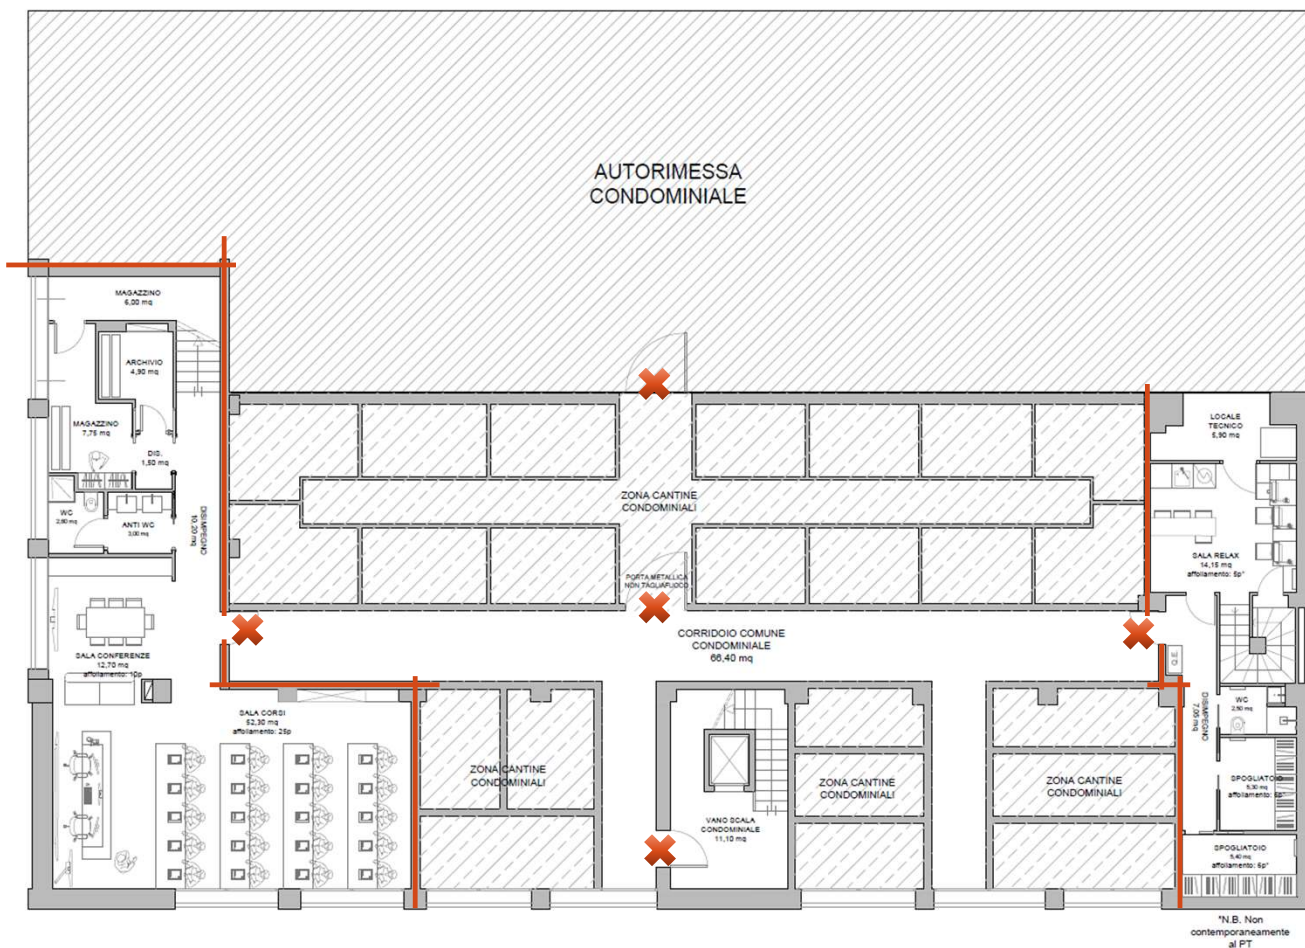 AUTORIMESSA
CONDOMINIALE
MAGAZZINO
6,00 mq
ARCHIVIO
4,90 mq
MAGAZZINO
7,75 mq
DIS.
1,50 mq
WC
2,60 mq
ANTI WC
3,00 mq
DISIMPEGNO
10,20 mq
LOCALE
TECNICO
5,90 mq
ZONA CANTINE
CONDOMINIALI
SALA RELAX
14,15 mq
affollamento: 5p*
PORTA METALLICA
NON TAGLIAFUOCO
CORRIDOIO COMUNE
CONDOMINIALE
66,40 mq
SALA CONFERENZE
12,70 mq
affollamento: 10p
Q.E.
SALA CORSI
52,30 mq
affollamento: 25p
DISIMPEGNO
7,05 mq
WC
2,50 mq
ZONA CANTINE
CONDOMINIALI
ZONA CANTINE
CONDOMINIALI
ZONA CANTINE
CONDOMINIALI
SPOGLIATOIO
5,30 mq
VANO SCALA
CONDOMINIALE
11,10 mq
SPOGLIATOIO
5,40 mq
affollamento: 6p*
*N.B. Non
contemporaneamente
al PT